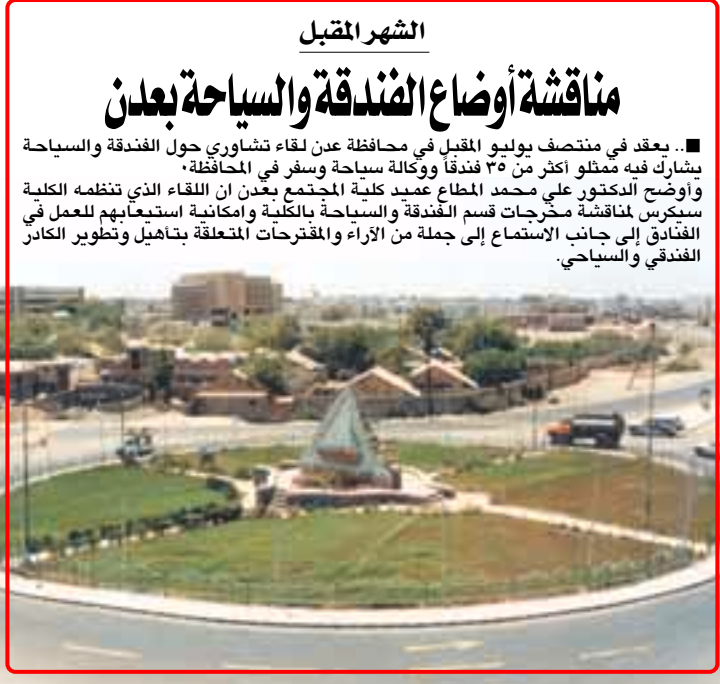 الشهر المقبل
مناقشة أوضاع الفندقة والسياحة بعدن
■.. يعقد في منتصف يوليو المقبل في محافظة عدن لقاء تشاوري حول الفندقة والسياحة
يشارك فيه ممثلو أكثر من ٣٥ فندقاً ووكالة سياحة وسفر في المحافظة.
وأوضح الدكتور علي محمد المطاع عميد كلية المجتمع بعدن ان اللقاء الذي تنظمه الكلية
سيكرس لمناقشة مخرجات قسم الفندقة والسياحة بالكلية وامكانية استيعابهم للعمل في
الفنادق إلى جانب الاستماع إلى جملة من الآراء والمقترحات المتعلقة بتأهيل وتطوير الكادر
الفندقي والسياحي.